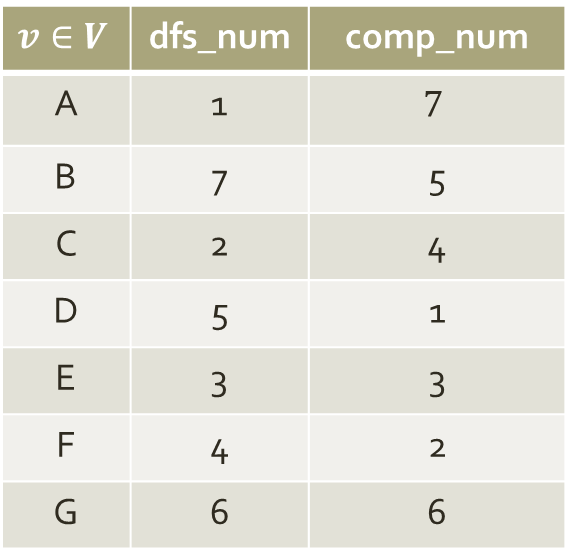 v ∈ V dfs_num comp_num
A 1 7
B 7 5
C 2 4
D 5 1
E 3 3
F 4 2
G 6 6